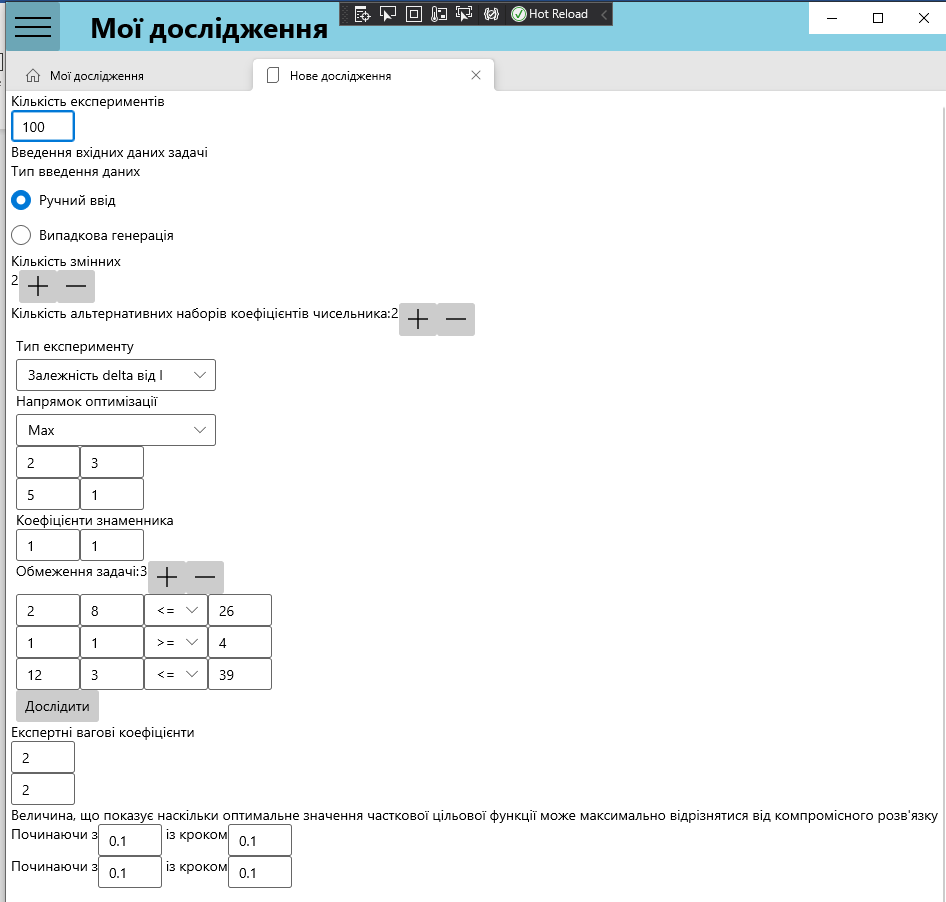 Мої дослідження
Hot Reload
Мої дослідження
Нове дослідження
Кількість експериментів
100
Введення вхідних даних задачі
Тип введення даних
Ручний ввід
Випадкова генерація
Кількість змінних
2
Кількість альтернативних наборів коефіцієнтів чисельника:2
Тип експерименту
Залежність delta від l
Напрямок оптимізації
Max
2 3
5 1
Коефіцієнти знаменника
1 1
Обмеження задачі:3
2 8 <= 26
1 1 >= 4
12 3 <= 39
Дослідити
Експертні вагові коефіцієнти
2
2
Величина, що показує наскільки оптимальне значення часткової цільової функції може максимально відрізнятися від компромісного розв'язку
Починаючи з 0.1 із кроком 0.1
Починаючи з 0.1 із кроком 0.1